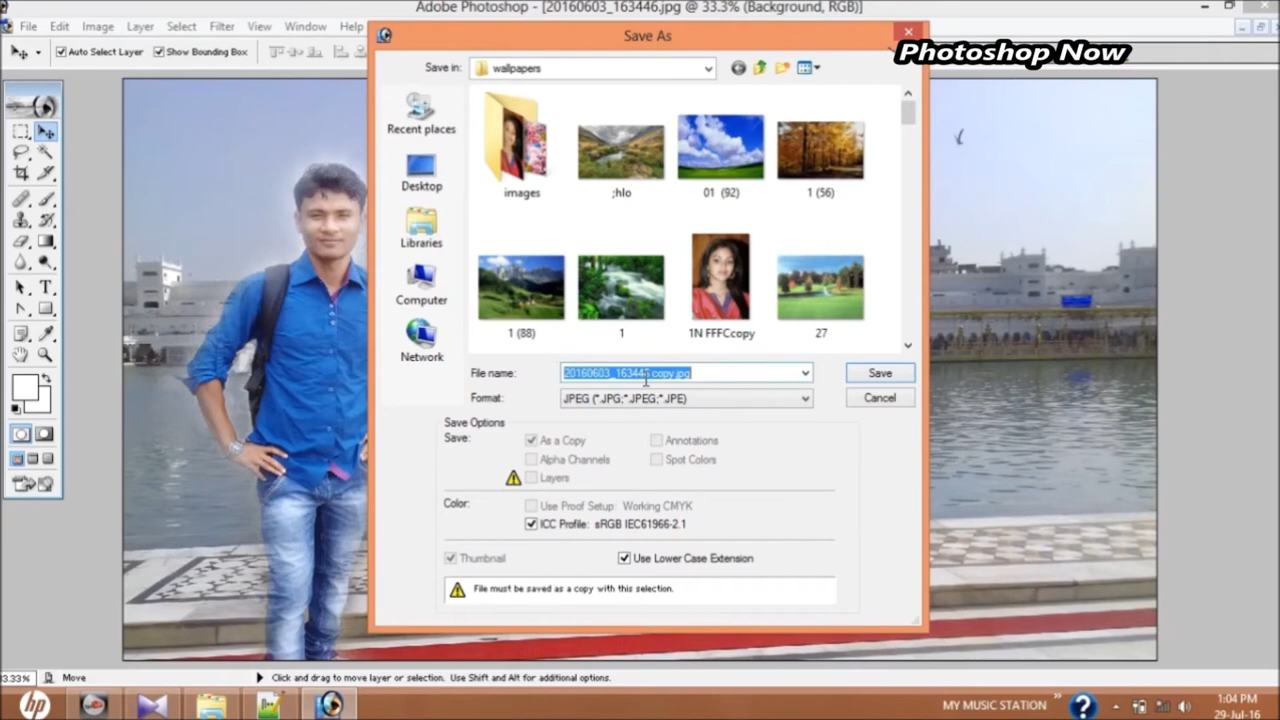 Adobe Photoshop - [20160603_163446.jpg @ 33.3% (Background, RGB)]
File Edit Image Layer Select Filter View Window Help
Auto Select Layer Show Bounding Box
Save As
Photoshop Now
Save in: wallpapers
Recent places
Desktop
Libraries
Computer
Network
images ;hlo 01 (92) 1 (56)
1 (88) 1 1N FFFCcopy 27
File name: 20160603_163446 copy.jpg Save
Format: JPEG (*.JPG;*.JPEG;*.JPE) Cancel
Save Options
Save: As a Copy Annotations
Alpha Channels Spot Colors
Layers
Color: Use Proof Setup: Working CMYK
ICC Profile: sRGB IEC61966-2.1
Thumbnail Use Lower Case Extension
File must be saved as a copy with this selection.
3.33% Move Click and drag to move layer or selection. Use Shift and Alt for additional options.
hp MY MUSIC STATION » 1:04 PM
29-Jul-16